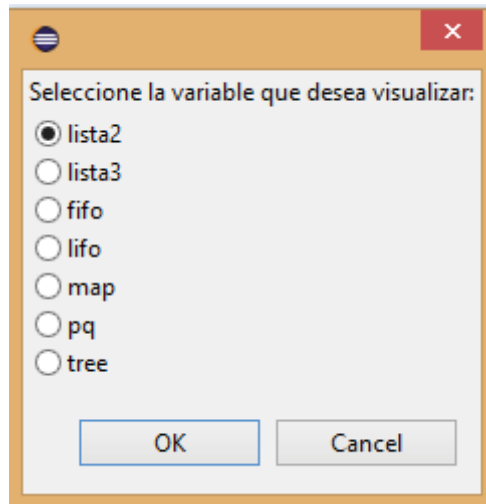 Seleccione la variable que desea visualizar:
lista2
lista3
fifo
lifo
map
pq
tree
OK Cancel